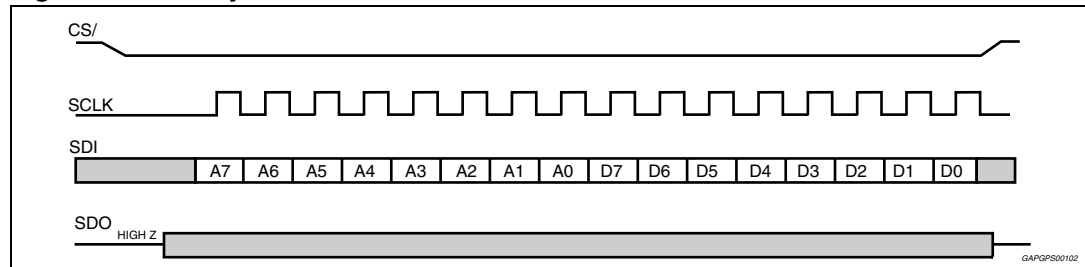 CS/
SCLK
SDI
A7 A6 A5 A4 A3 A2 A1 A0 D7 D6 D5 D4 D3 D2 D1 D0
SDO
HIGH Z
GAPGPS00102